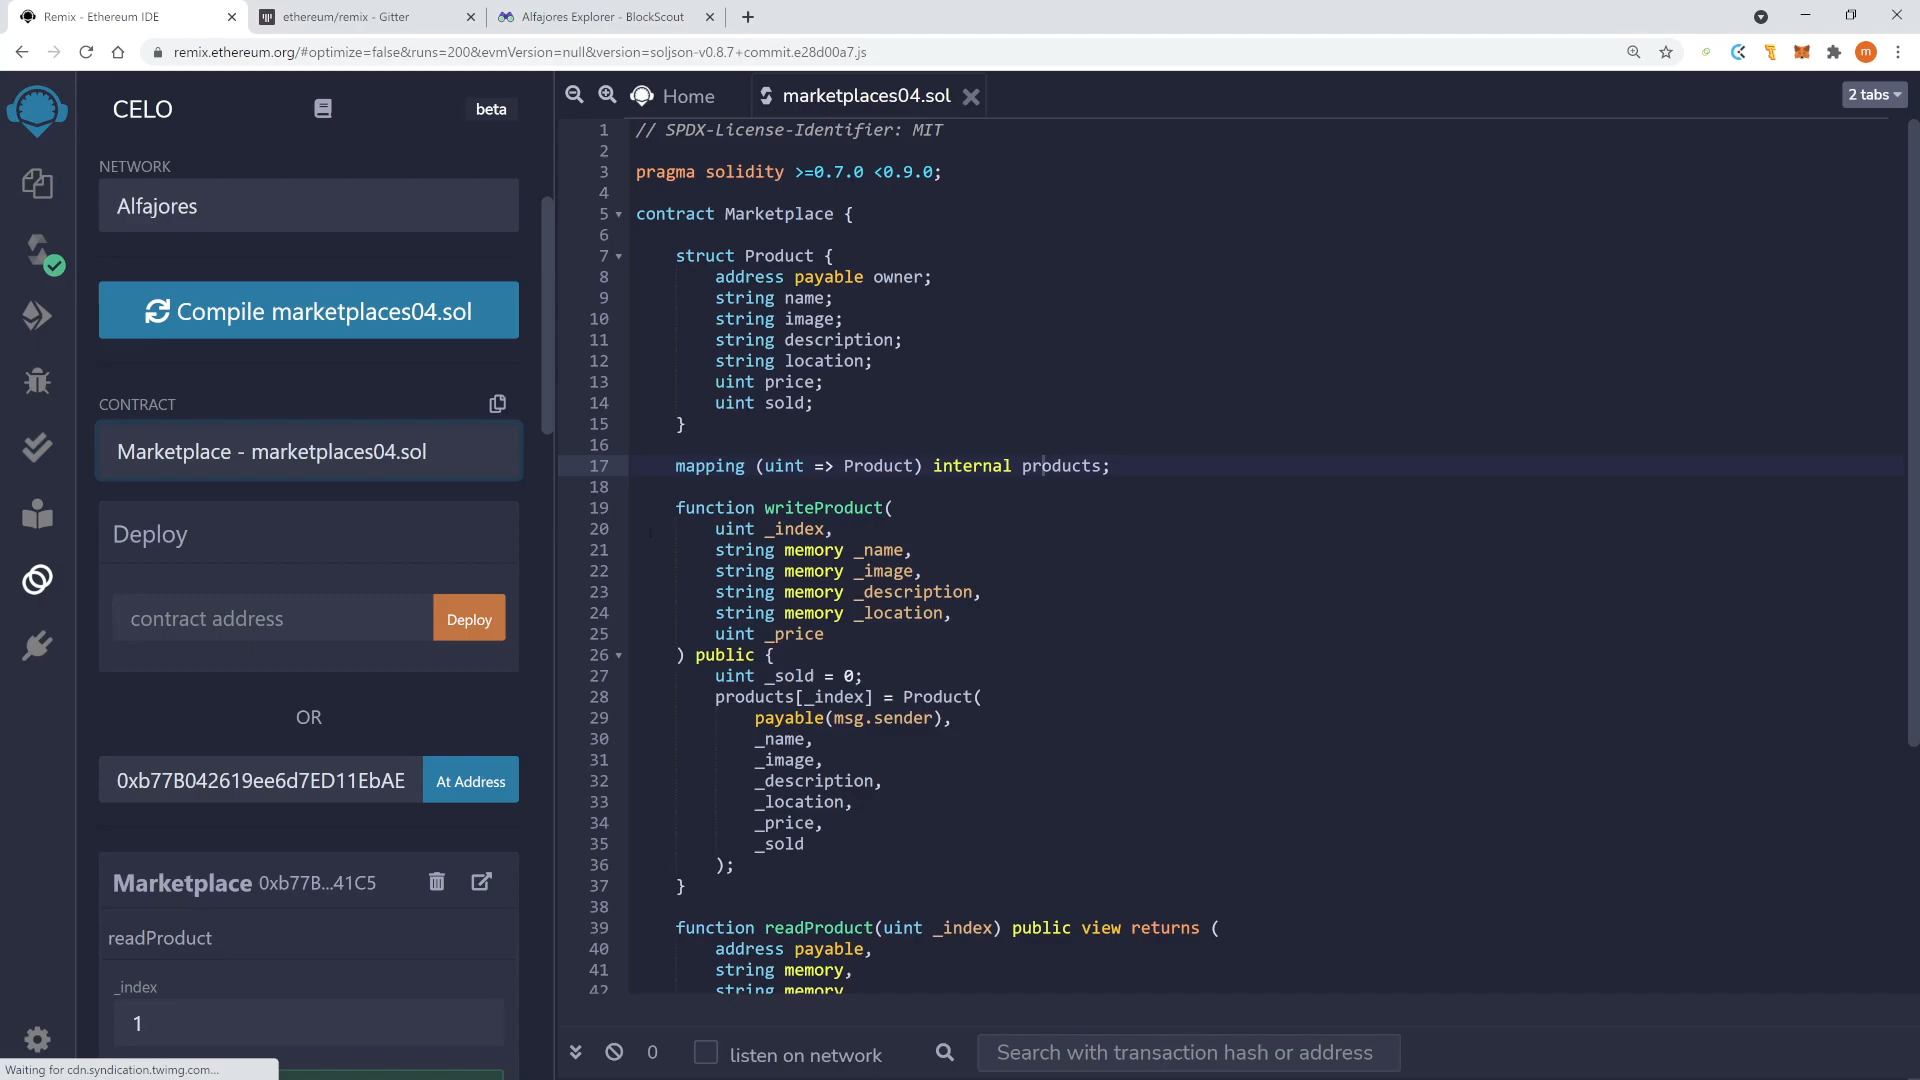 Remix - Ethereum IDE
ethereum/remix - Gitter
Alfajores Explorer - BlockScout
remix.ethereum.org/#optimize=false&runs=200&evmVersion=null&version=soljson-v0.8.7+commit.e28d00a7.js
m
CELO
beta
NETWORK
Alfajores
Compile marketplaces04.sol
CONTRACT
Marketplace - marketplaces04.sol
Deploy
contract address
Deploy
OR
0xb77B042619ee6d7ED11EbAE
At Address
Marketplace 0xb77B...41C5
readProduct
_index
1
Waiting for cdn.syndication.twimg.com...
Home
marketplaces04.sol
2 tabs
1 // SPDX-License-Identifier: MIT
2
3 pragma solidity >=0.7.0 <0.9.0;
4
5 contract Marketplace {
6
7 struct Product {
8 address payable owner;
9 string name;
10 string image;
11 string description;
12 string location;
13 uint price;
14 uint sold;
15 }
16
17 mapping (uint => Product) internal products;
18
19 function writeProduct(
20 uint _index,
21 string memory _name,
22 string memory _image,
23 string memory _description,
24 string memory _location,
25 uint _price
26 ) public {
27 uint _sold = 0;
28 products[_index] = Product(
29 payable(msg.sender),
30 _name,
31 _image,
32 _description,
33 _location,
34 _price,
35 _sold
36 );
37 }
38
39 function readProduct(uint _index) public view returns (
40 address payable,
41 string memory,
42 string memory
0
listen on network
Search with transaction hash or address